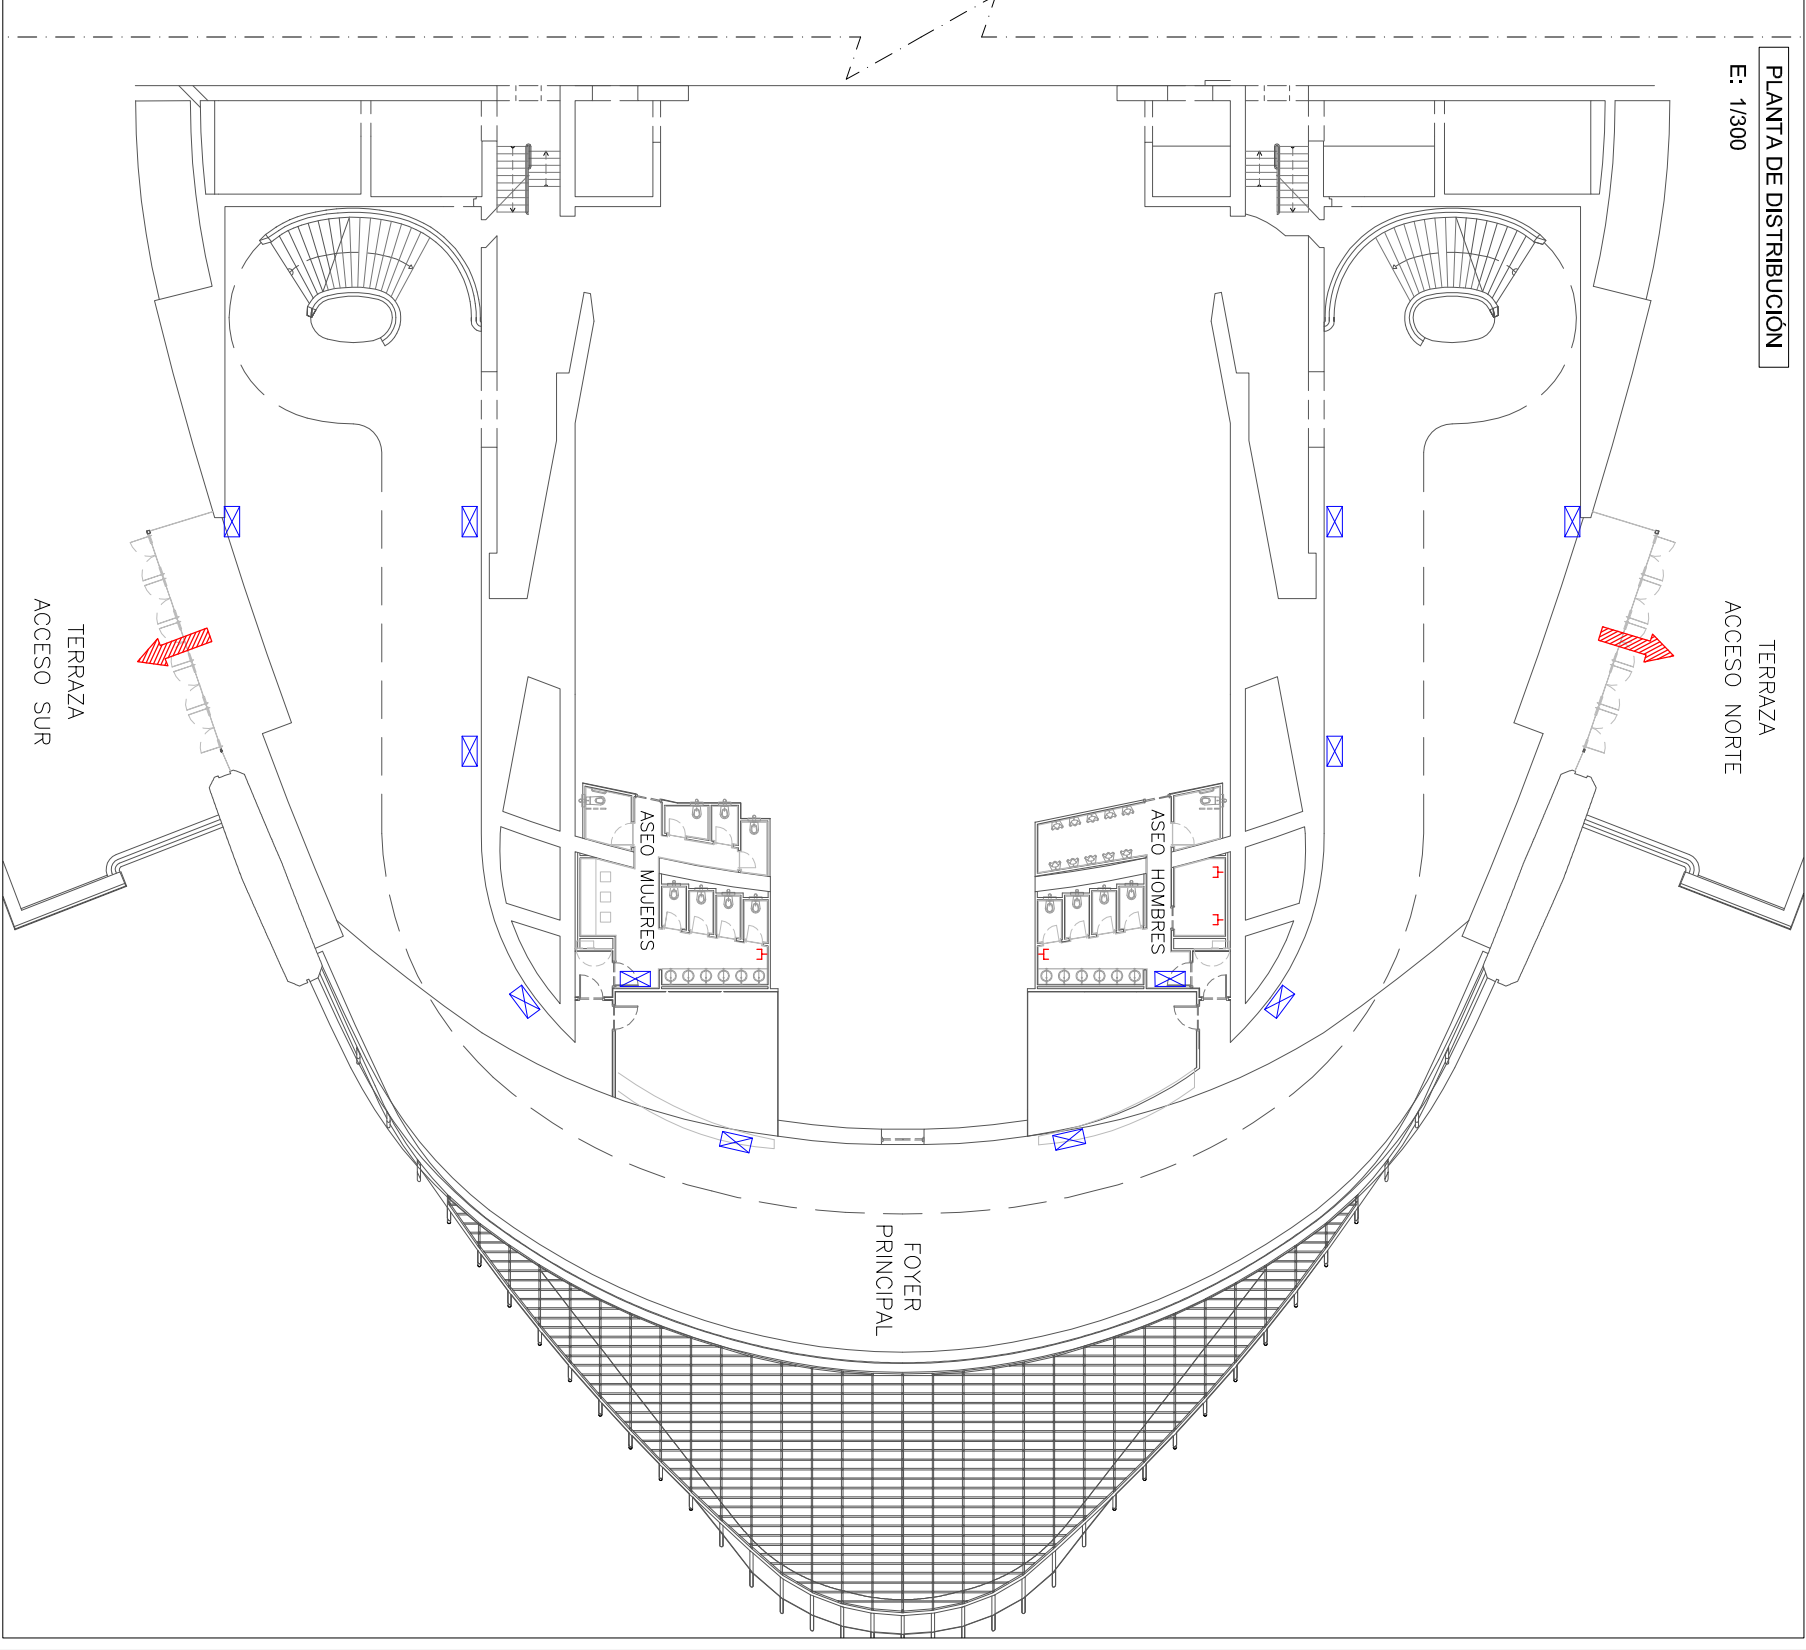 PLANTA DE DISTRIBUCIÓN
E: 1/300
TERRAZA
ACCESO NORTE
ASEO HOMBRES
FOYER
PRINCIPAL
ASEO MUJERES
TERRAZA
ACCESO SUR